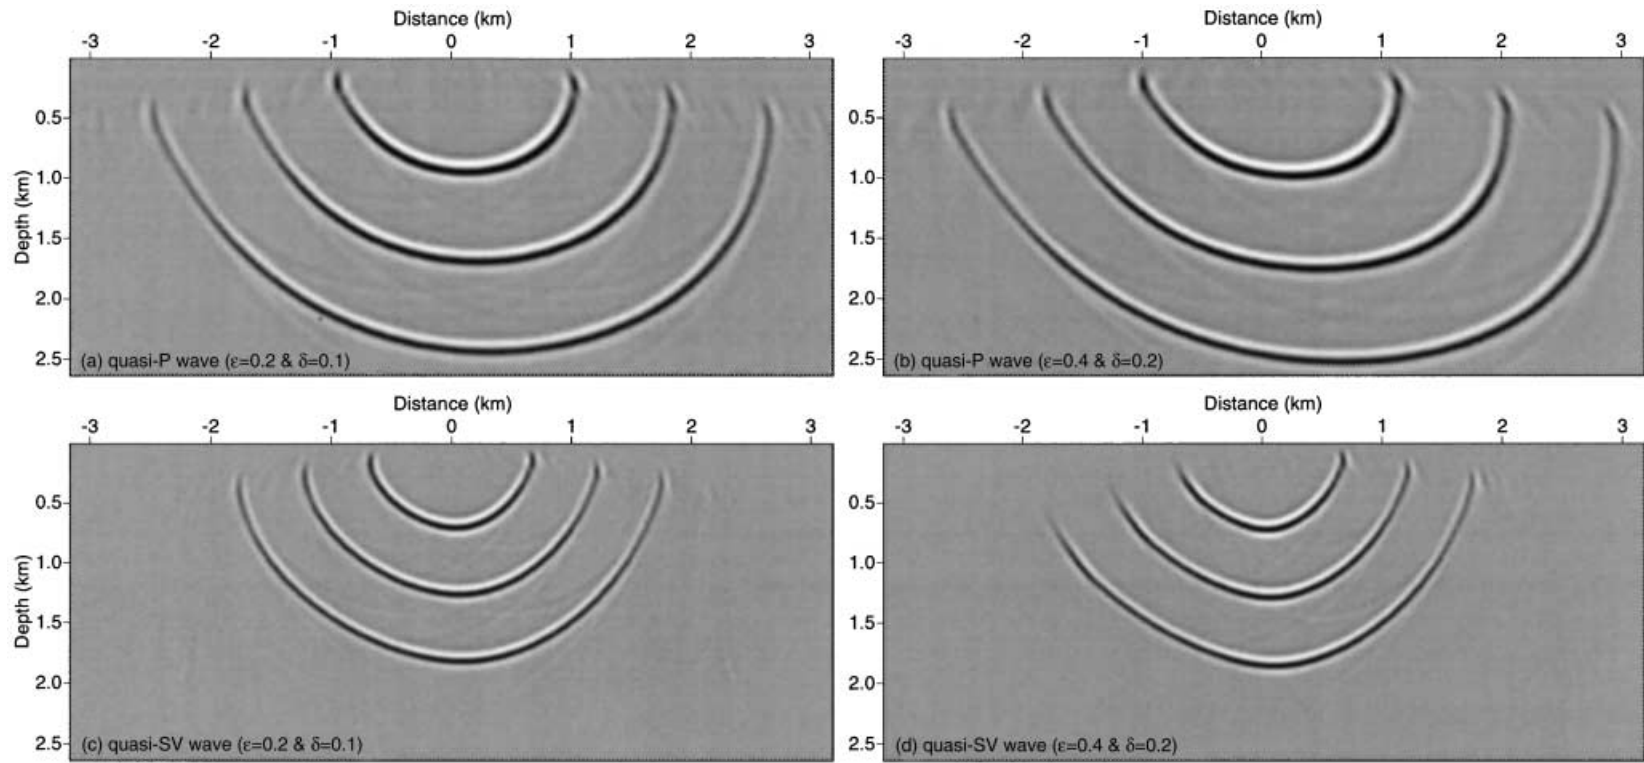 Distance (km)
-3 -2 -1 0 1 2 3
Depth (km)
0.5
1.0
1.5
2.0
2.5
(a) quasi-P wave (ε=0.2 & δ=0.1)
Distance (km)
-3 -2 -1 0 1 2 3
0.5
1.0
1.5
2.0
2.5
(b) quasi-P wave (ε=0.4 & δ=0.2)
Distance (km)
-3 -2 -1 0 1 2 3
Depth (km)
0.5
1.0
1.5
2.0
2.5
(c) quasi-SV wave (ε=0.2 & δ=0.1)
Distance (km)
-3 -2 -1 0 1 2 3
0.5
1.0
1.5
2.0
2.5
(d) quasi-SV wave (ε=0.4 & δ=0.2)